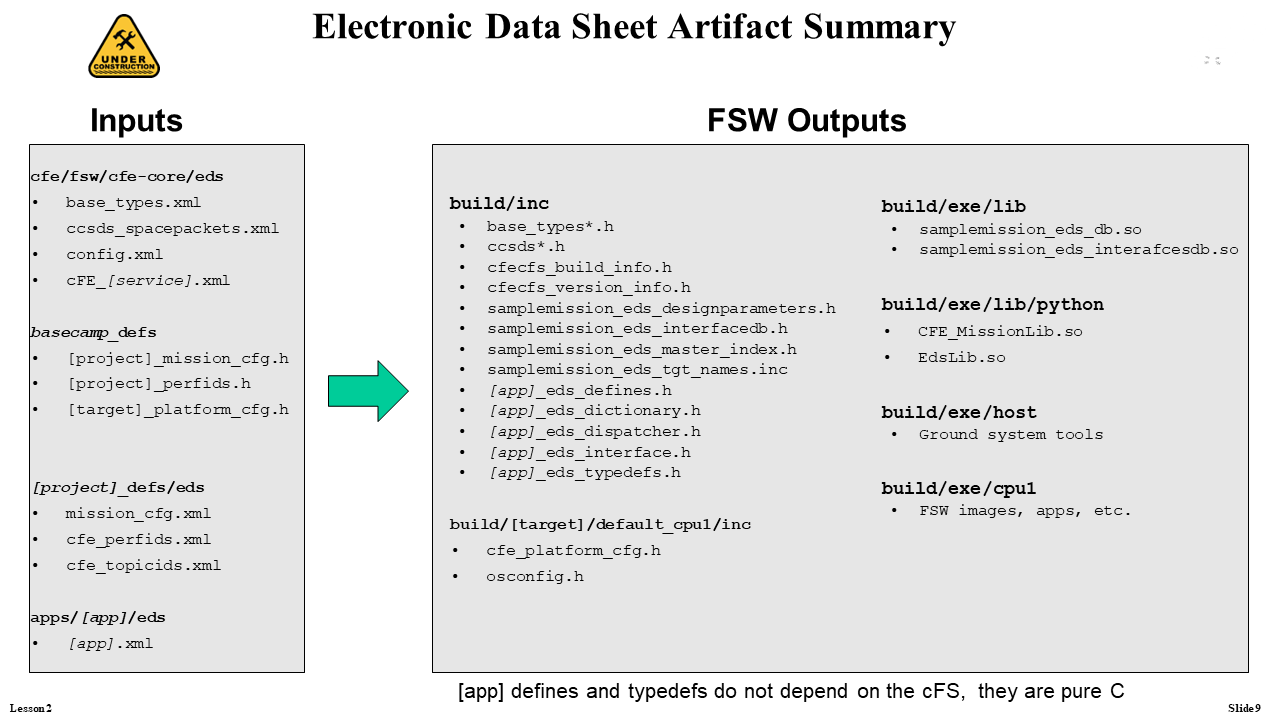 Electronic Data Sheet Artifact Summary
UNDER
CONSTRUCTION
Inputs
cfe/fsw/cfe-core/eds
• base_types.xml
• ccsds_spacepackets.xml
• config.xml
• cFE_[service].xml
basecamp_defs
• [project]_mission_cfg.h
• [project]_perfids.h
• [target]_platform_cfg.h
[project]_defs/eds
• mission_cfg.xml
• cfe_perfids.xml
• cfe_topicids.xml
apps/[app]/eds
• [app].xml
FSW Outputs
build/inc
• base_types*.h
• ccsds*.h
• cfecfs_build_info.h
• cfecfs_version_info.h
• samplemission_eds_designparameters.h
• samplemission_eds_interfacedb.h
• samplemission_eds_master_index.h
• samplemission_eds_tgt_names.inc
• [app]_eds_defines.h
• [app]_eds_dictionary.h
• [app]_eds_dispatcher.h
• [app]_eds_interface.h
• [app]_eds_typedefs.h
build/[target]/default_cpu1/inc
• cfe_platform_cfg.h
• osconfig.h
build/exe/lib
• samplemission_eds_db.so
• samplemission_eds_interafcesdb.so
build/exe/lib/python
• CFE_MissionLib.so
• EdsLib.so
build/exe/host
• Ground system tools
build/exe/cpu1
• FSW images, apps, etc.
[app] defines and typedefs do not depend on the cFS, they are pure C
Lesson 2
Slide 9